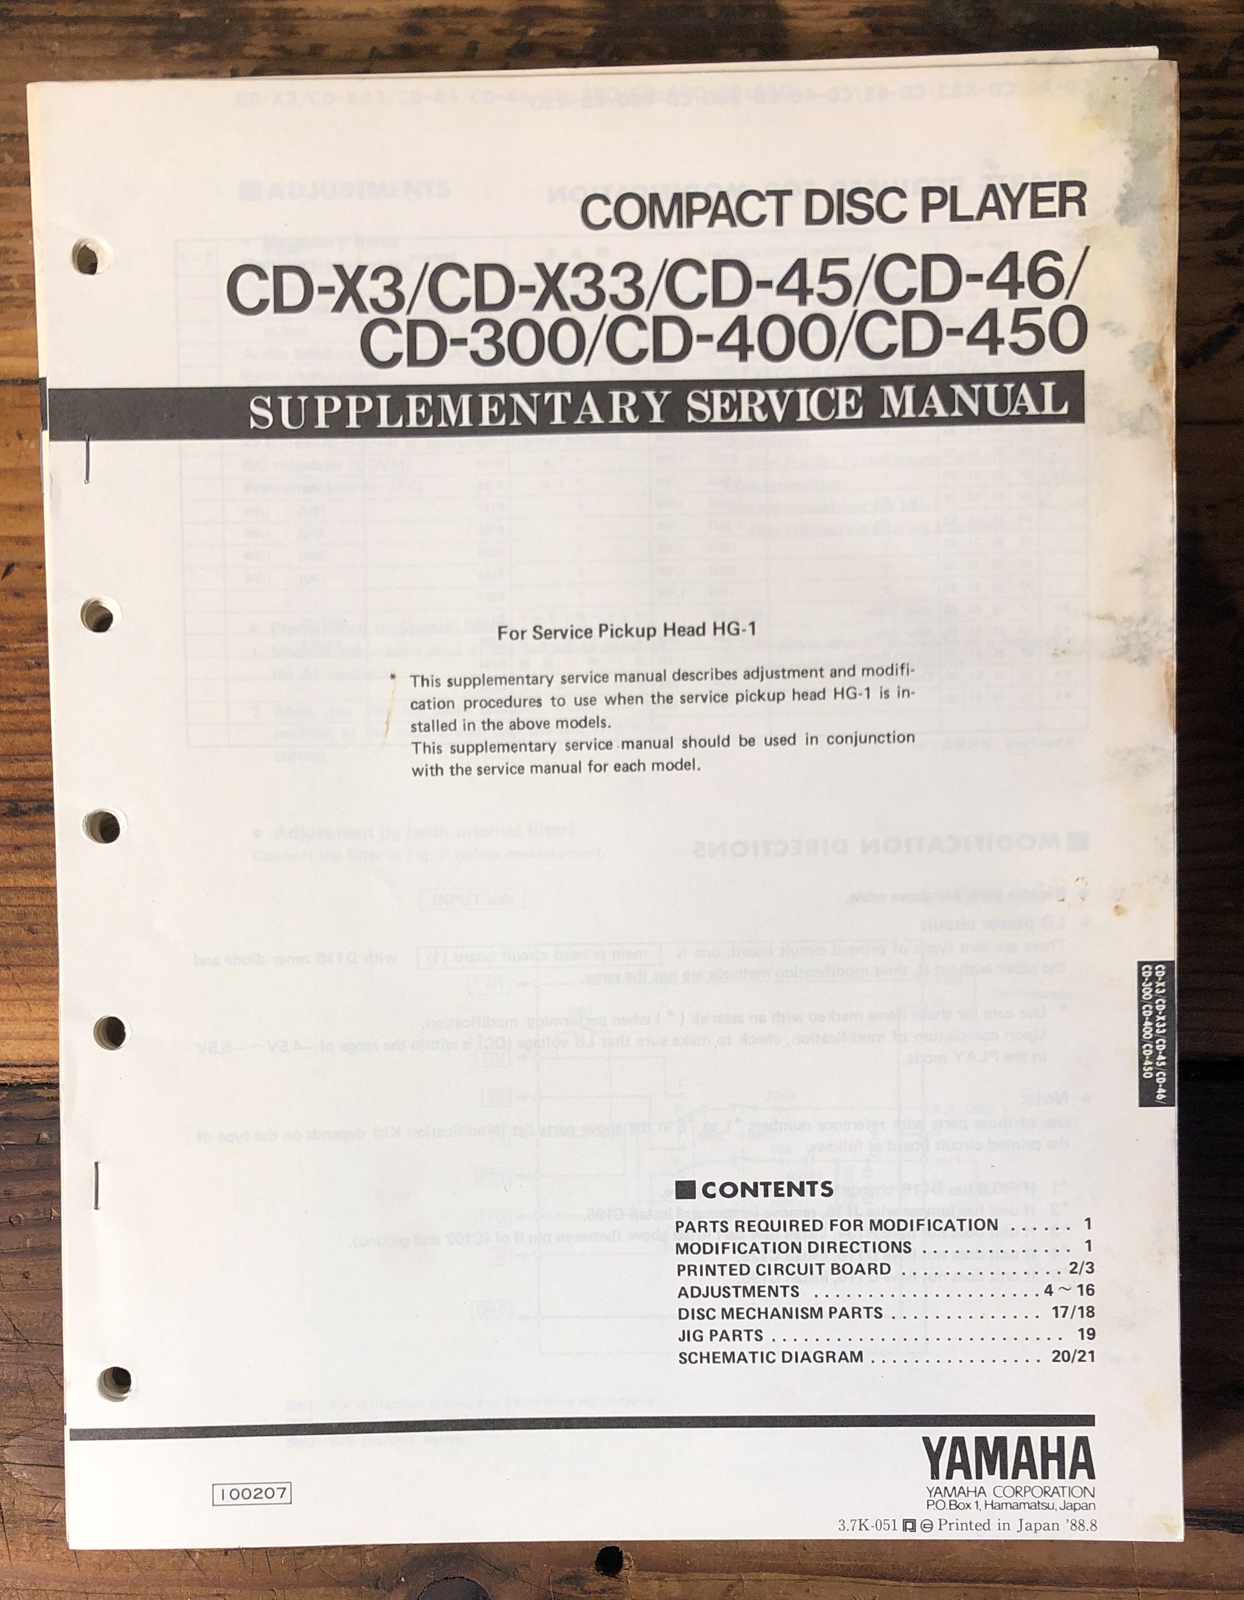 COMPACT DISC PLAYER
CD-X3/CD-X33/CD-45/CD-46/
CD-300/CD-400/CD-450
SUPPLEMENTARY SERVICE MANUAL
For Service Pickup Head HG-1
* This supplementary service manual describes adjustment and modifi-
cation procedures to use when the service pickup head HG-1 is in-
stalled in the above models.
This supplementary service manual should be used in conjunction
with the service manual for each model.
CD-X3/CD-X33/CD-45/CD-46/
CD-300/CD-400/CD-450
■ CONTENTS
PARTS REQUIRED FOR MODIFICATION . . . . . . 1
MODIFICATION DIRECTIONS . . . . . . . . . . . . . . 1
PRINTED CIRCUIT BOARD . . . . . . . . . . . . . . . . 2/3
ADJUSTMENTS . . . . . . . . . . . . . . . . . . . . . 4 ~ 16
DISC MECHANISM PARTS . . . . . . . . . . . . . . 17/18
JIG PARTS . . . . . . . . . . . . . . . . . . . . . . . . . . . 19
SCHEMATIC DIAGRAM . . . . . . . . . . . . . . . . 20/21
YAMAHA
YAMAHA CORPORATION
P.O.Box 1, Hamamatsu, Japan
100207
3.7K-051 Printed in Japan '88.8